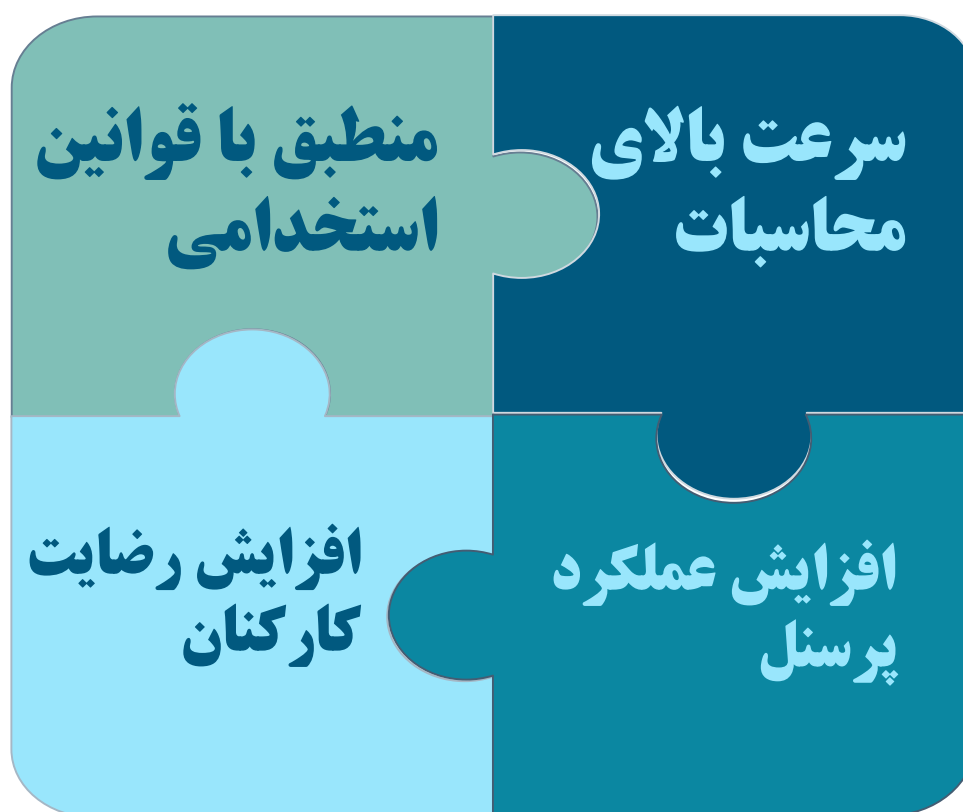 سرعت بالای
محاسبات
منطبق با قوانین
استخدامی
افزایش عملکرد
پرسنل
افزایش رضایت
کارکنان